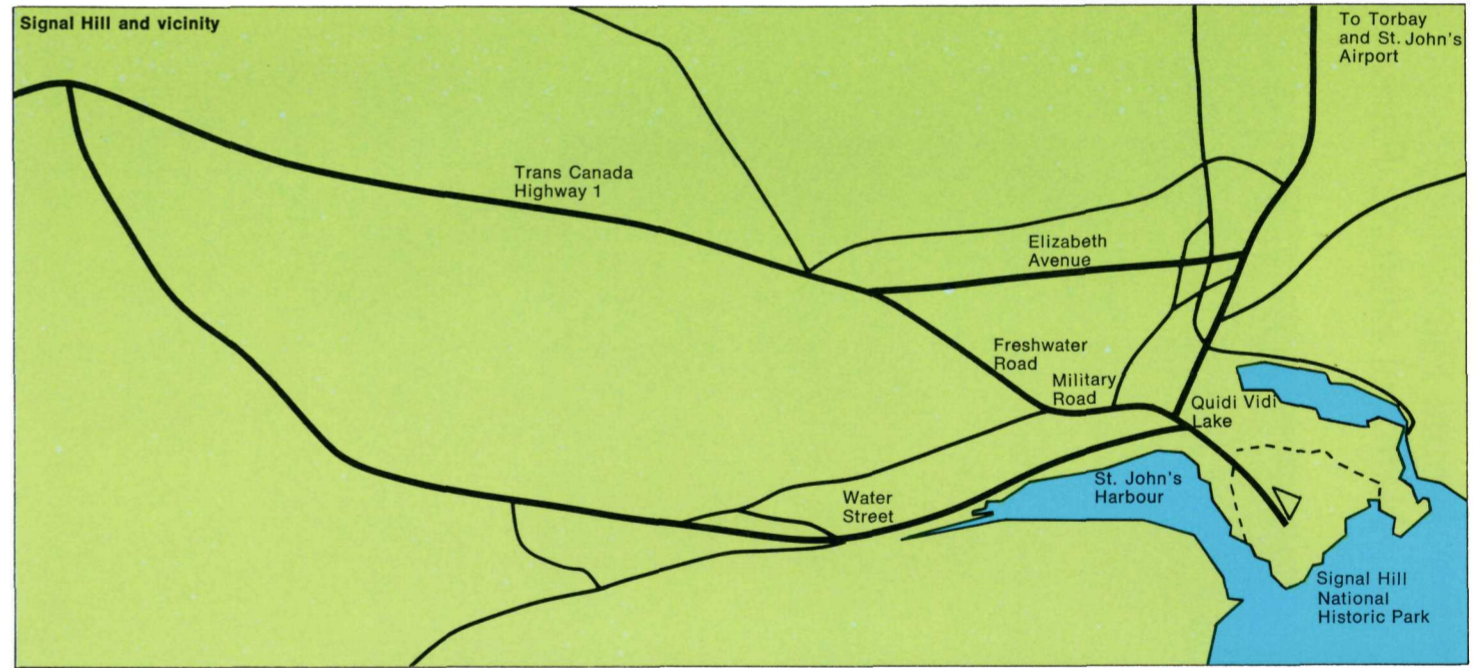 Signal Hill and vicinity
To Torbay
and St. John's
Airport
Trans Canada
Highway 1
Elizabeth
Avenue
Freshwater
Road
Military
Road
Quidi Vidi
Lake
St. John's
Harbour
Water
Street
Signal Hill
National
Historic Park